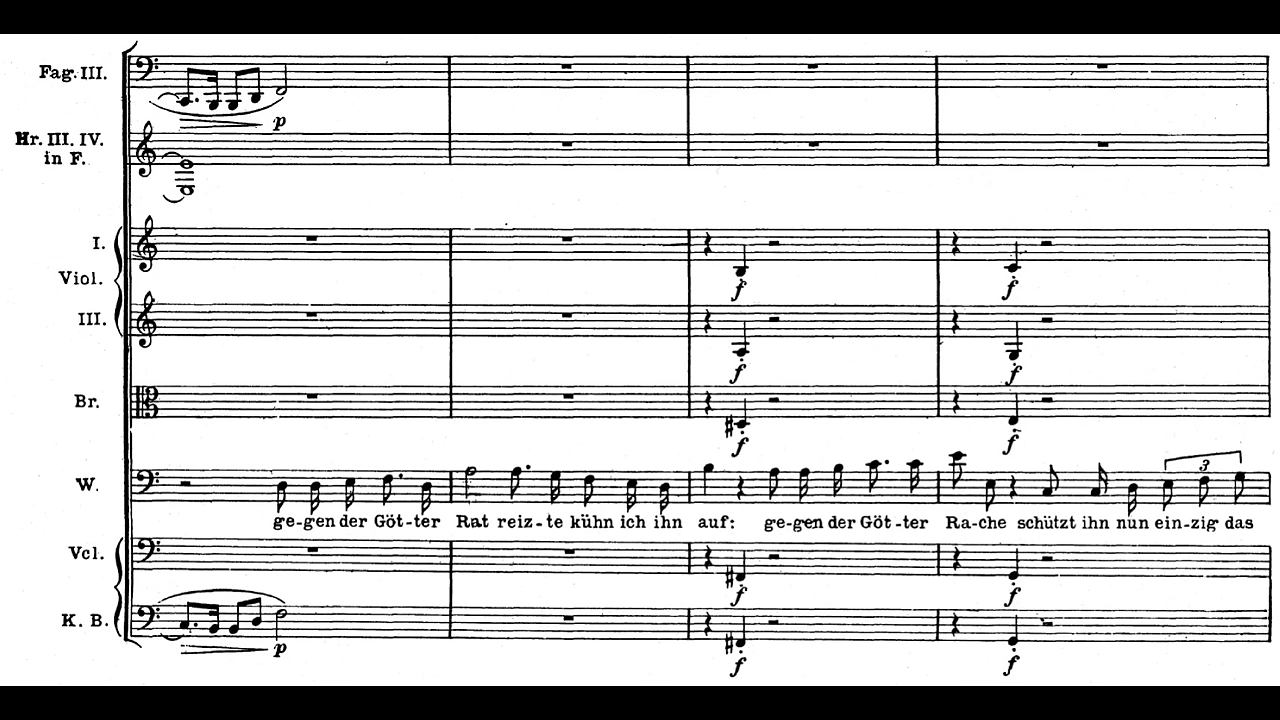 Fag. III.
p
Hr. III. IV.
in F.
I.
f f
Viol.
III.
f f
Br.
f f
W.
3
ge-gen der Göt-ter Rat reiz-te kühn ich ihn auf: ge-gen der Göt-ter Ra-che schützt ihn nun ein-zig das
Vcl.
f f
K. B.
p f f